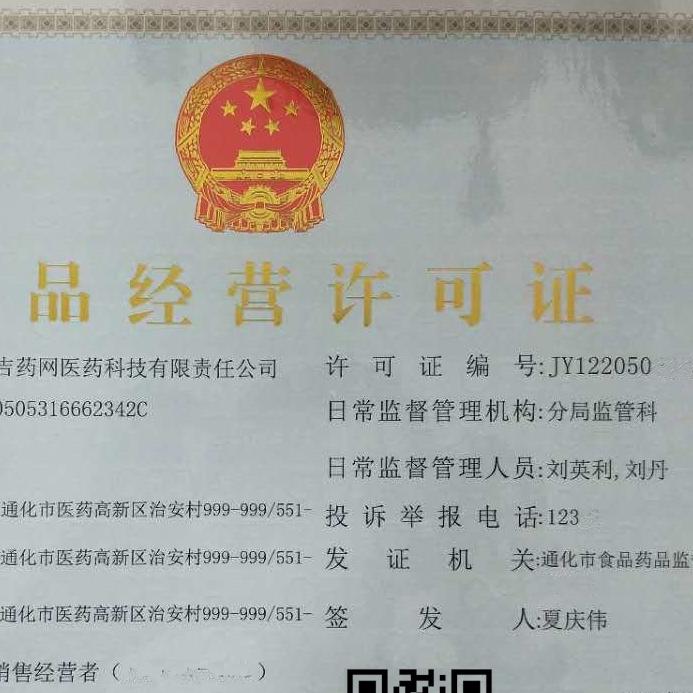 品经营许可证
吉药网医药科技有限责任公司
许可证编号:JY122050
0505316662342C
日常监督管理机构:分局监管科
日常监督管理人员:刘英利,刘丹
通化市医药高新区治安村999-999/551-
投诉举报电话:123
通化市医药高新区治安村999-999/551-
发证机关:通化市食品药品监
通化市医药高新区治安村999-999/551-
签发人:夏庆伟
销售经营者（ ）